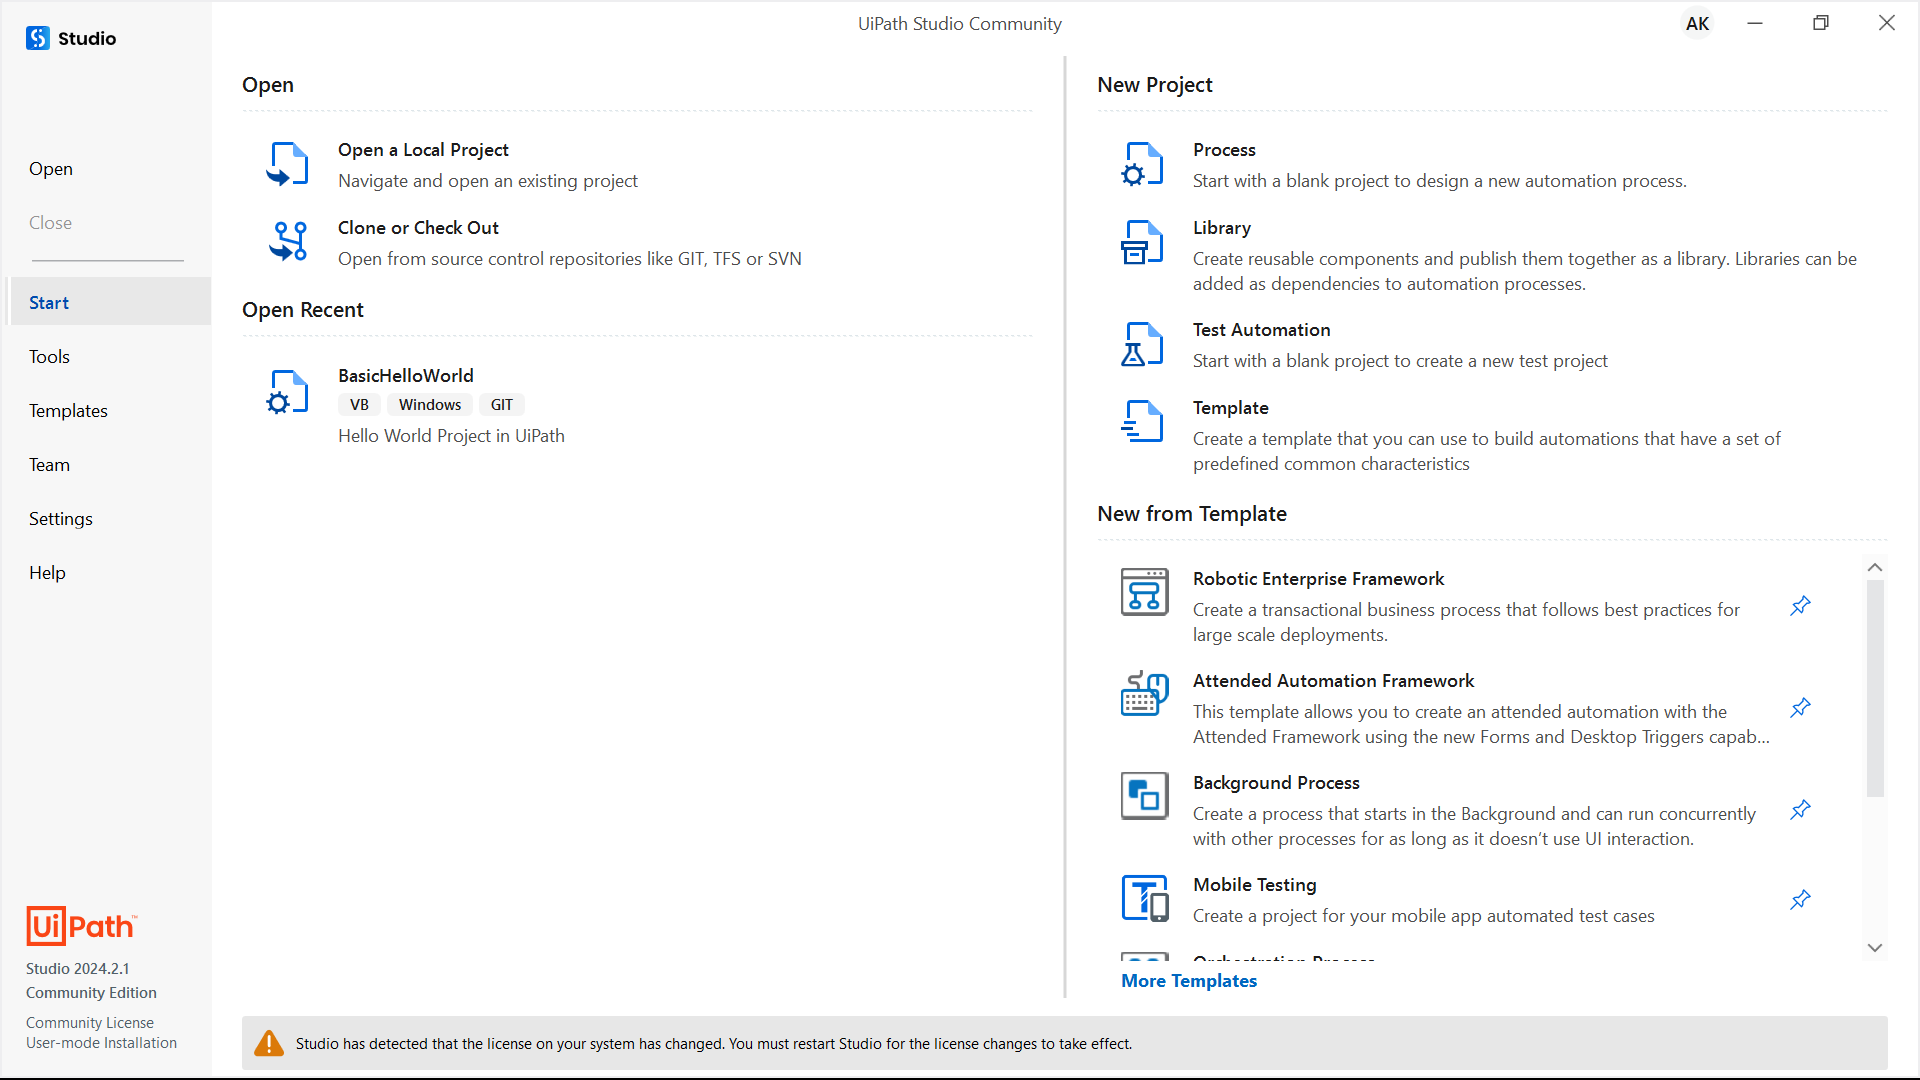 UiPath Studio Community
AK
Studio
Open
Close
Start
Tools
Templates
Team
Settings
Help
UiPath™
Studio 2024.2.1
Community Edition
Community License
User-mode Installation
Open
Open a Local Project
Navigate and open an existing project
Clone or Check Out
Open from source control repositories like GIT, TFS or SVN
Open Recent
BasicHelloWorld
VB Windows GIT
Hello World Project in UiPath
New Project
Process
Start with a blank project to design a new automation process.
Library
Create reusable components and publish them together as a library. Libraries can be
added as dependencies to automation processes.
Test Automation
Start with a blank project to create a new test project
Template
Create a template that you can use to build automations that have a set of
predefined common characteristics
New from Template
Robotic Enterprise Framework
Create a transactional business process that follows best practices for
large scale deployments.
Attended Automation Framework
This template allows you to create an attended automation with the
Attended Framework using the new Forms and Desktop Triggers capab...
Background Process
Create a process that starts in the Background and can run concurrently
with other processes for as long as it doesn’t use UI interaction.
Mobile Testing
Create a project for your mobile app automated test cases
Orchestration Process
More Templates
Studio has detected that the license on your system has changed. You must restart Studio for the license changes to take effect.